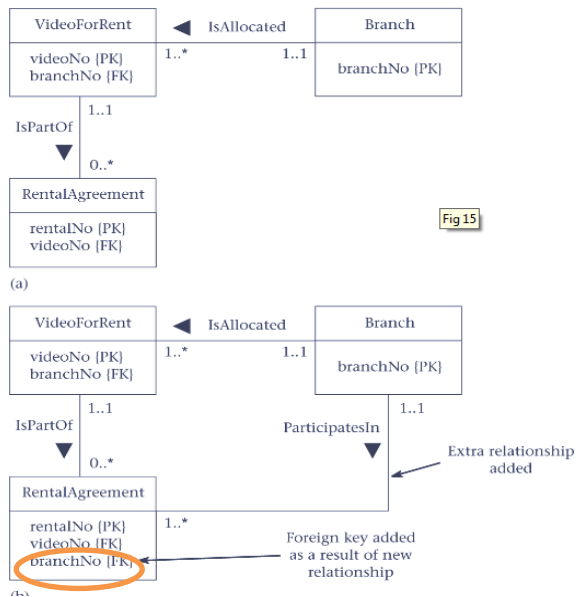 VideoForRent IsAllocated Branch
videoNo {PK} 1..* 1..1 branchNo {PK}
branchNo {FK}
1..1
IsPartOf
0..*
RentalAgreement
Fig 15
rentalNo {PK}
videoNo {FK}
(a)
VideoForRent IsAllocated Branch
videoNo {PK} 1..* 1..1 branchNo {PK}
branchNo {FK}
1..1 1..1
IsPartOf ParticipatesIn
0..*
Extra relationship
added
RentalAgreement
rentalNo {PK} 1..*
videoNo {FK}
branchNo {FK}
Foreign key added
as a result of new
relationship
(b)